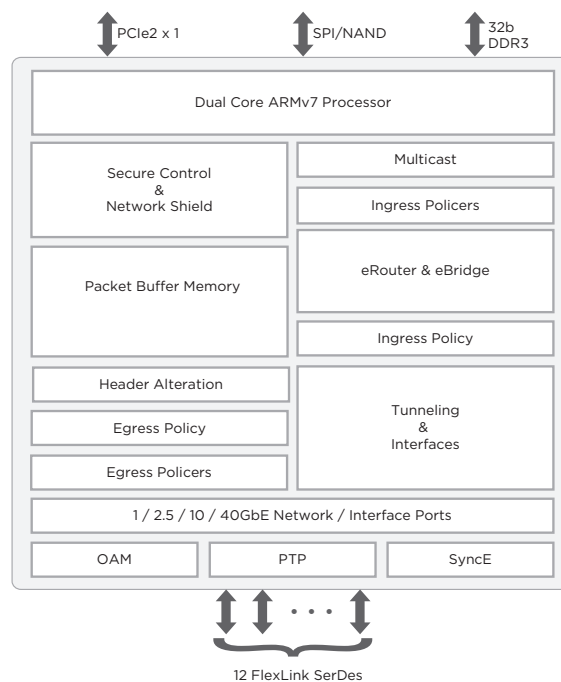 PCIe2 x 1
SPI/NAND
32b
DDR3
Dual Core ARMv7 Processor
Secure Control
&
Network Shield
Multicast
Ingress Policers
Packet Buffer Memory
eRouter & eBridge
Ingress Policy
Header Alteration
Egress Policy
Egress Policers
Tunneling
&
Interfaces
1 / 2.5 / 10 / 40GbE Network / Interface Ports
OAM
PTP
SyncE
12 FlexLink SerDes